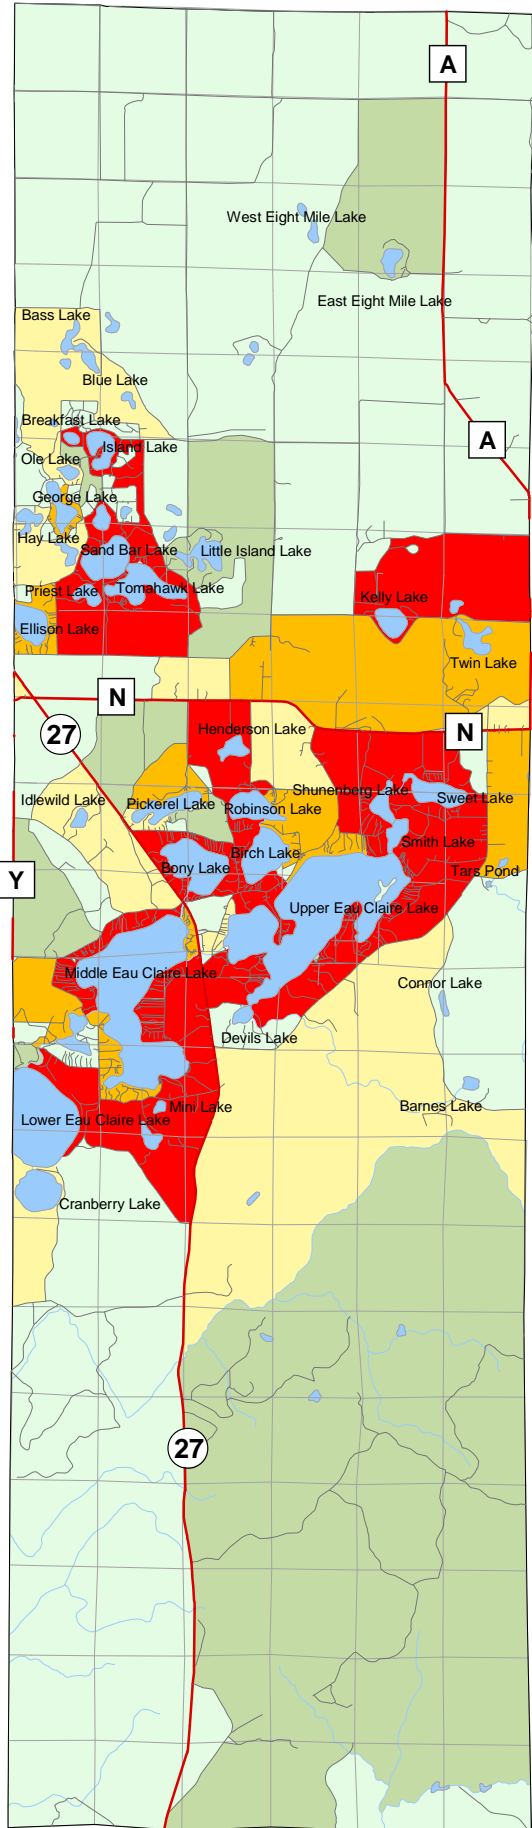 A
West Eight Mile Lake
East Eight Mile Lake
Bass Lake
Blue Lake
Breakfast Lake
A
Island Lake
Ole Lake
George Lake
Hay Lake
Sand Bar Lake
Little Island Lake
Priest Lake
Tomahawk Lake
Kelly Lake
Ellison Lake
Twin Lake
N
27
Henderson Lake
N
Idlewild Lake
Pickerel Lake
Robinson Lake
Shunenberg Lake
Sweet Lake
Smith Lake
Birch Lake
Bony Lake
Tars Pond
Y
Upper Eau Claire Lake
Middle Eau Claire Lake
Connor Lake
Devils Lake
Mini Lake
Barnes Lake
Lower Eau Claire Lake
Cranberry Lake
27